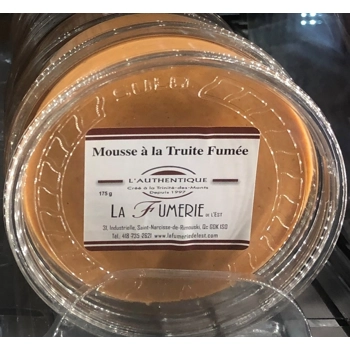 Mousse à la Truite Fumée
L'AUTHENTIQUE
Créé à la Trinité-des-Monts
Depuis 1997
175 g
LA FUMERIE DE L'EST
31, Industrielle, Saint-Narcisse-de-Rimouski, Qc G0K 1S0
Tél.: 418-735-2621 www.lafumeriedelest.com